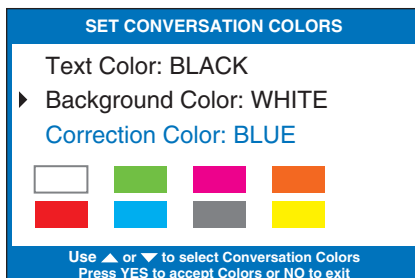 SET CONVERSATION COLORS
Text Color: BLACK
Background Color: WHITE
Correction Color: BLUE
Use ▲ or ▼ to select Conversation Colors
Press YES to accept Colors or NO to exit